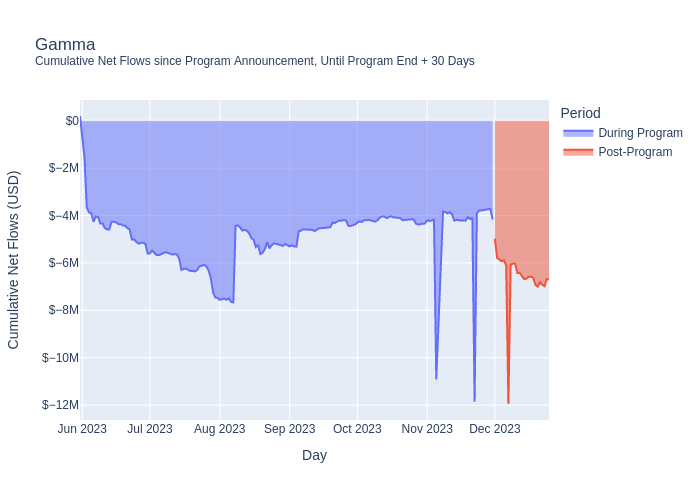 Gamma
Cumulative Net Flows since Program Announcement, Until Program End + 30 Days
Period
During Program
Post-Program
Cumulative Net Flows (USD)
$0
$−2M
$−4M
$−6M
$−8M
$−10M
$−12M
Jun 2023 Jul 2023 Aug 2023 Sep 2023 Oct 2023 Nov 2023 Dec 2023
Day